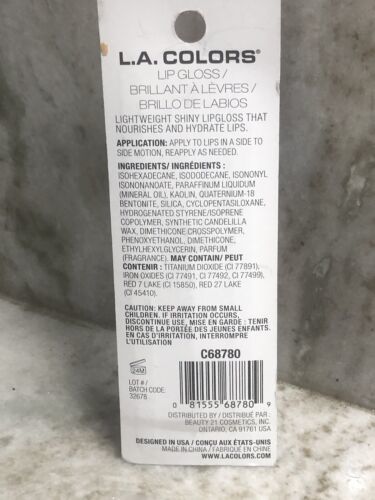 L.A. COLORS®
LIP GLOSS /
BRILLANT À LÈVRES /
BRILLO DE LABIOS
LIGHTWEIGHT SHINY LIPGLOSS THAT
NOURISHES AND HYDRATE LIPS.
APPLICATION: APPLY TO LIPS IN A SIDE TO
SIDE MOTION, REAPPLY AS NEEDED.
INGREDIENTS/ INGRÉDIENTS :
ISOHEXADECANE, ISODODECANE, ISONONYL
ISONONANOATE, PARAFFINUM LIQUIDUM
(MINERAL OIL), KAOLIN, QUATERNIUM-18
BENTONITE, SILICA, CYCLOPENTASILOXANE,
HYDROGENATED STYRENE/ISOPRENE
COPOLYMER, SYNTHETIC CANDELILLA
WAX, DIMETHICONE CROSSPOLYMER,
PHENOXYETHANOL, DIMETHICONE,
ETHYLHEXYLGLYCERIN, PARFUM
(FRAGRANCE). MAY CONTAIN/ PEUT
CONTENIR : TITANIUM DIOXIDE (CI 77891),
IRON OXIDES (CI 77491, CI 77492, CI 77499),
RED 7 LAKE (CI 15850), RED 27 LAKE
(CI 45410).
CAUTION: KEEP AWAY FROM SMALL
CHILDREN. IF IRRITATION OCCURS,
DISCONTINUE USE, MISE EN GARDE : TENIR
HORS DE LA PORTÉE DES JEUNES ENFANTS.
EN CAS D'IRRITATION, INTERROMPRE
L'UTILISATION
C68780
24M
LOT # /
BATCH CODE:
32678
0 81555 68780 9
DISTRIBUTED BY / DISTRIBUÉ PAR :
BEAUTY 21 COSMETICS, INC.
ONTARIO, CA 91761 USA
DESIGNED IN USA / CONÇU AUX ÉTATS-UNIS
MADE IN CHINA / FABRIQUÉ EN CHINE
WWW.LACOLORS.COM